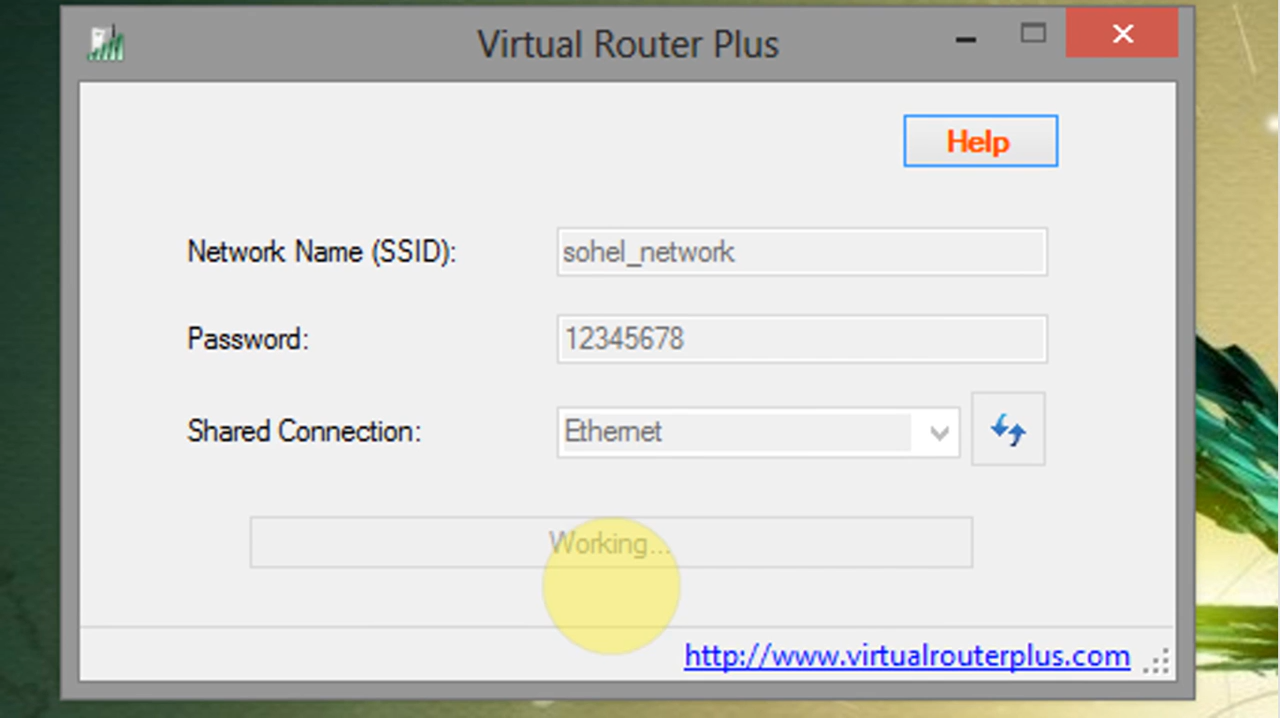 Virtual Router Plus
Help
Network Name (SSID): sohel_network
Password: 12345678
Shared Connection: Ethernet
Working...
http://www.virtualrouterplus.com